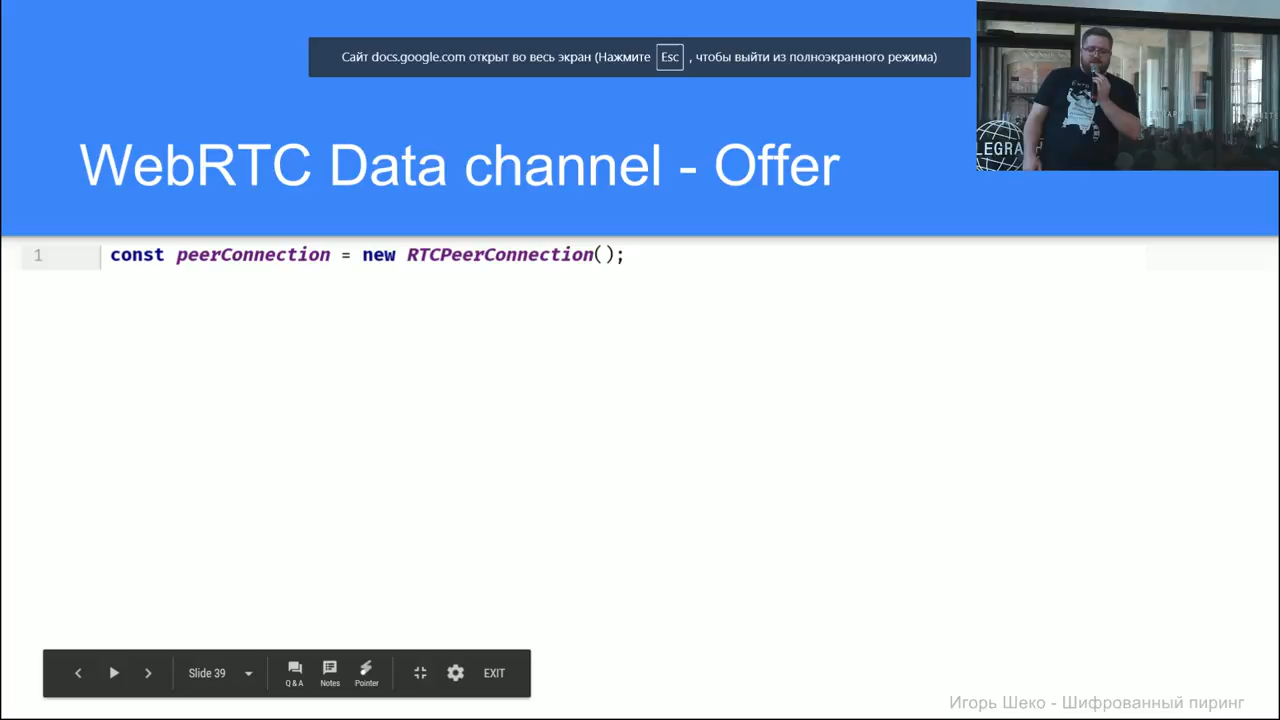 Сайт docs.google.com открыт во весь экран (Нажмите Esc , чтобы выйти из полноэкранного режима)
LEGRA
WebRTC Data channel - Offer
1 const peerConnection = new RTCPeerConnection();
Slide 39
Q & A
Notes
Pointer
EXIT
Игорь Шеко - Шифрованный пиринг